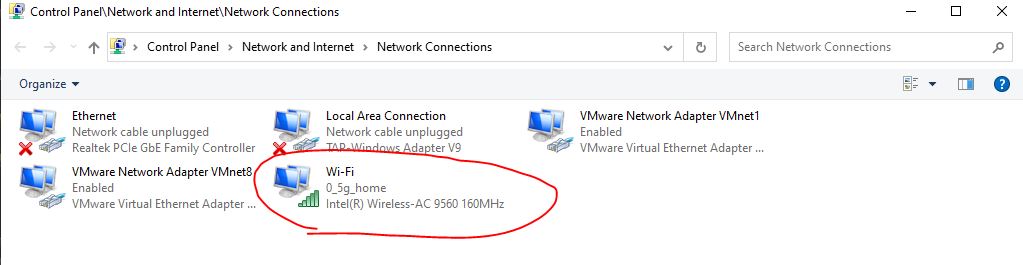 Control Panel\Network and Internet\Network Connections
Control Panel > Network and Internet > Network Connections
Search Network Connections
Organize
Ethernet
Network cable unplugged
Realtek PCIe GbE Family Controller
Local Area Connection
Network cable unplugged
TAP-Windows Adapter V9
VMware Network Adapter VMnet1
Enabled
VMware Virtual Ethernet Adapter ...
VMware Network Adapter VMnet8
Enabled
VMware Virtual Ethernet Adapter ...
Wi-Fi
0_5g_home
Intel(R) Wireless-AC 9560 160MHz